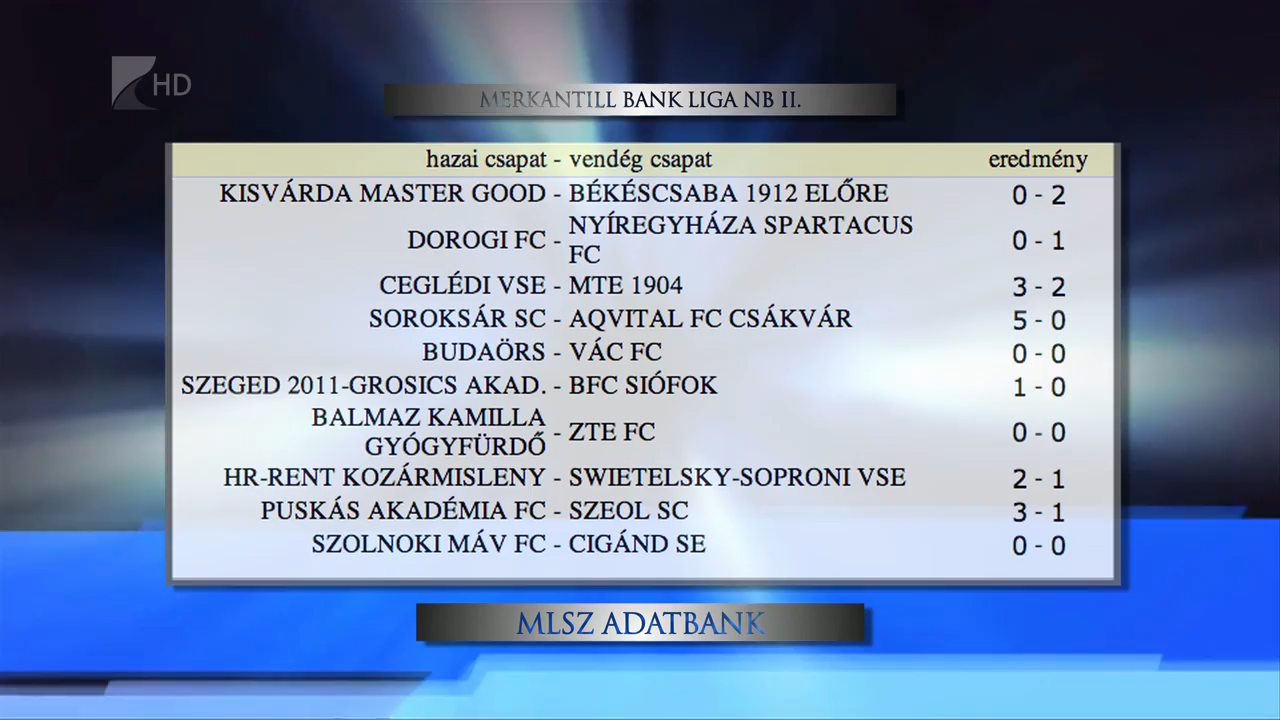 HD
MERKANTILL BANK LIGA NB II.
hazai csapat - vendég csapat eredmény
KISVÁRDA MASTER GOOD - BÉKÉSCSABA 1912 ELŐRE 0 - 2
DOROGI FC - NYÍREGYHÁZA SPARTACUS
FC 0 - 1
CEGLÉDI VSE - MTE 1904 3 - 2
SOROKSÁR SC - AQVITAL FC CSÁKVÁR 5 - 0
BUDAÖRS - VÁC FC 0 - 0
SZEGED 2011-GROSICS AKAD. - BFC SIÓFOK 1 - 0
BALMAZ KAMILLA
GYÓGYFÜRDŐ - ZTE FC 0 - 0
HR-RENT KOZÁRMISLENY - SWIETELSKY-SOPRONI VSE 2 - 1
PUSKÁS AKADÉMIA FC - SZEOL SC 3 - 1
SZOLNOKI MÁV FC - CIGÁND SE 0 - 0
MLSZ ADATBANK